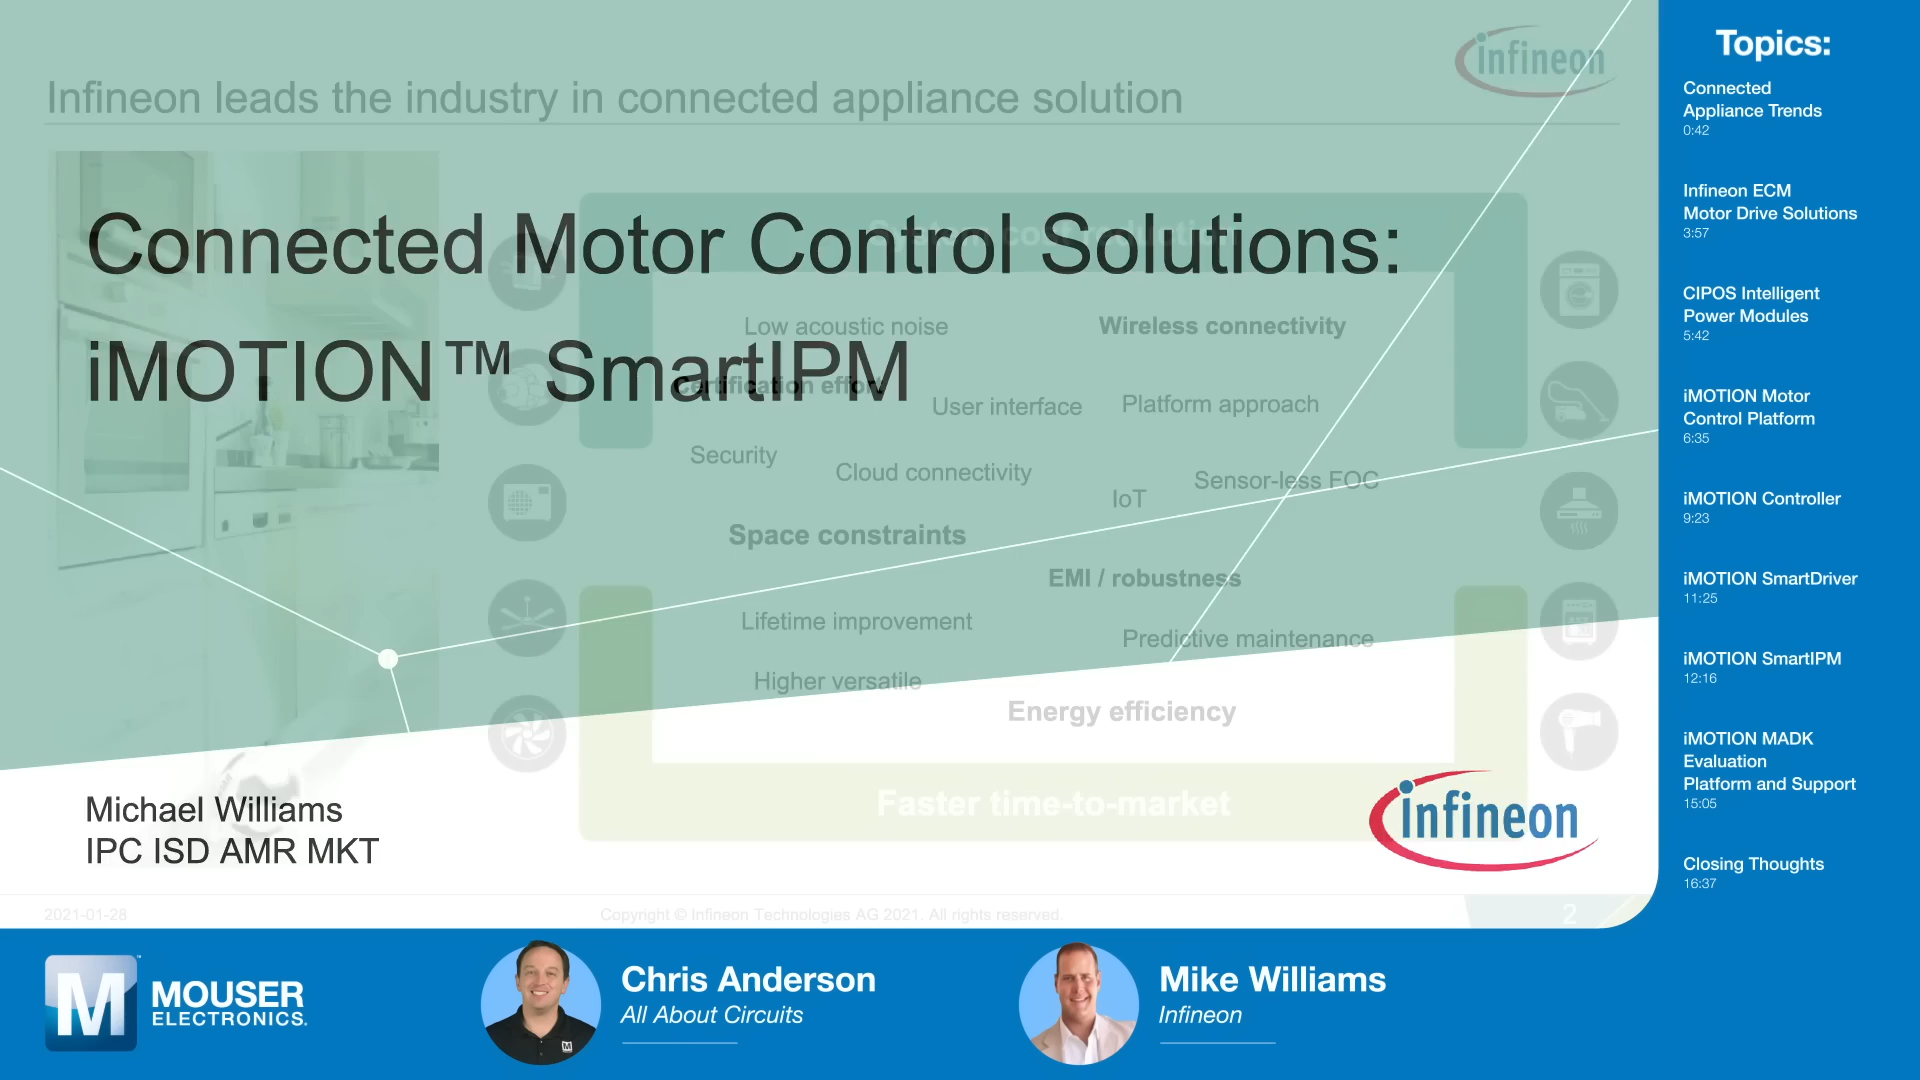 infineon
Infineon leads the industry in connected appliance solution
Connected Motor Control Solutions:
iMOTION™ SmartIPM
System cost reduction
Low acoustic noise
Wireless connectivity
Certification effort
User interface
Platform approach
Security
Cloud connectivity
Sensor-less FOC
IoT
Space constraints
EMI / robustness
Lifetime improvement
Predictive maintenance
Higher versatile
Energy efficiency
Faster time-to-market
Michael Williams
IPC ISD AMR MKT
infineon
2021-01-28
Copyright © Infineon Technologies AG 2021. All rights reserved.
2
Topics:
Connected
Appliance Trends
0:42
Infineon ECM
Motor Drive Solutions
3:57
CIPOS Intelligent
Power Modules
5:42
iMOTION Motor
Control Platform
6:35
iMOTION Controller
9:23
iMOTION SmartDriver
11:25
iMOTION SmartIPM
12:16
iMOTION MADK
Evaluation
Platform and Support
15:05
Closing Thoughts
16:37
M
MOUSER
ELECTRONICS.
Chris Anderson
All About Circuits
M
Mike Williams
Infineon